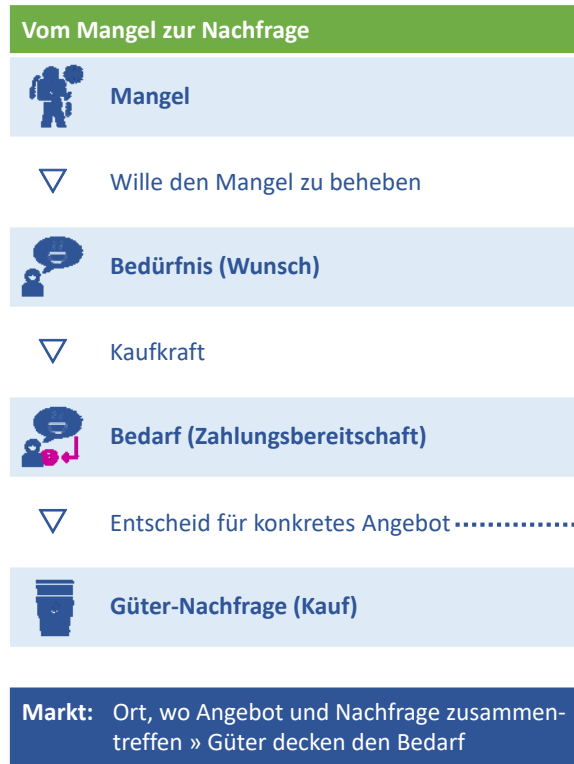 Vom Mangel zur Nachfrage
Mangel
Wille den Mangel zu beheben
Bedürfnis (Wunsch)
Kaufkraft
Bedarf (Zahlungsbereitschaft)
Entscheid für konkretes Angebot
Güter-Nachfrage (Kauf)
Markt: Ort, wo Angebot und Nachfrage zusammen-
treffen » Güter decken den Bedarf